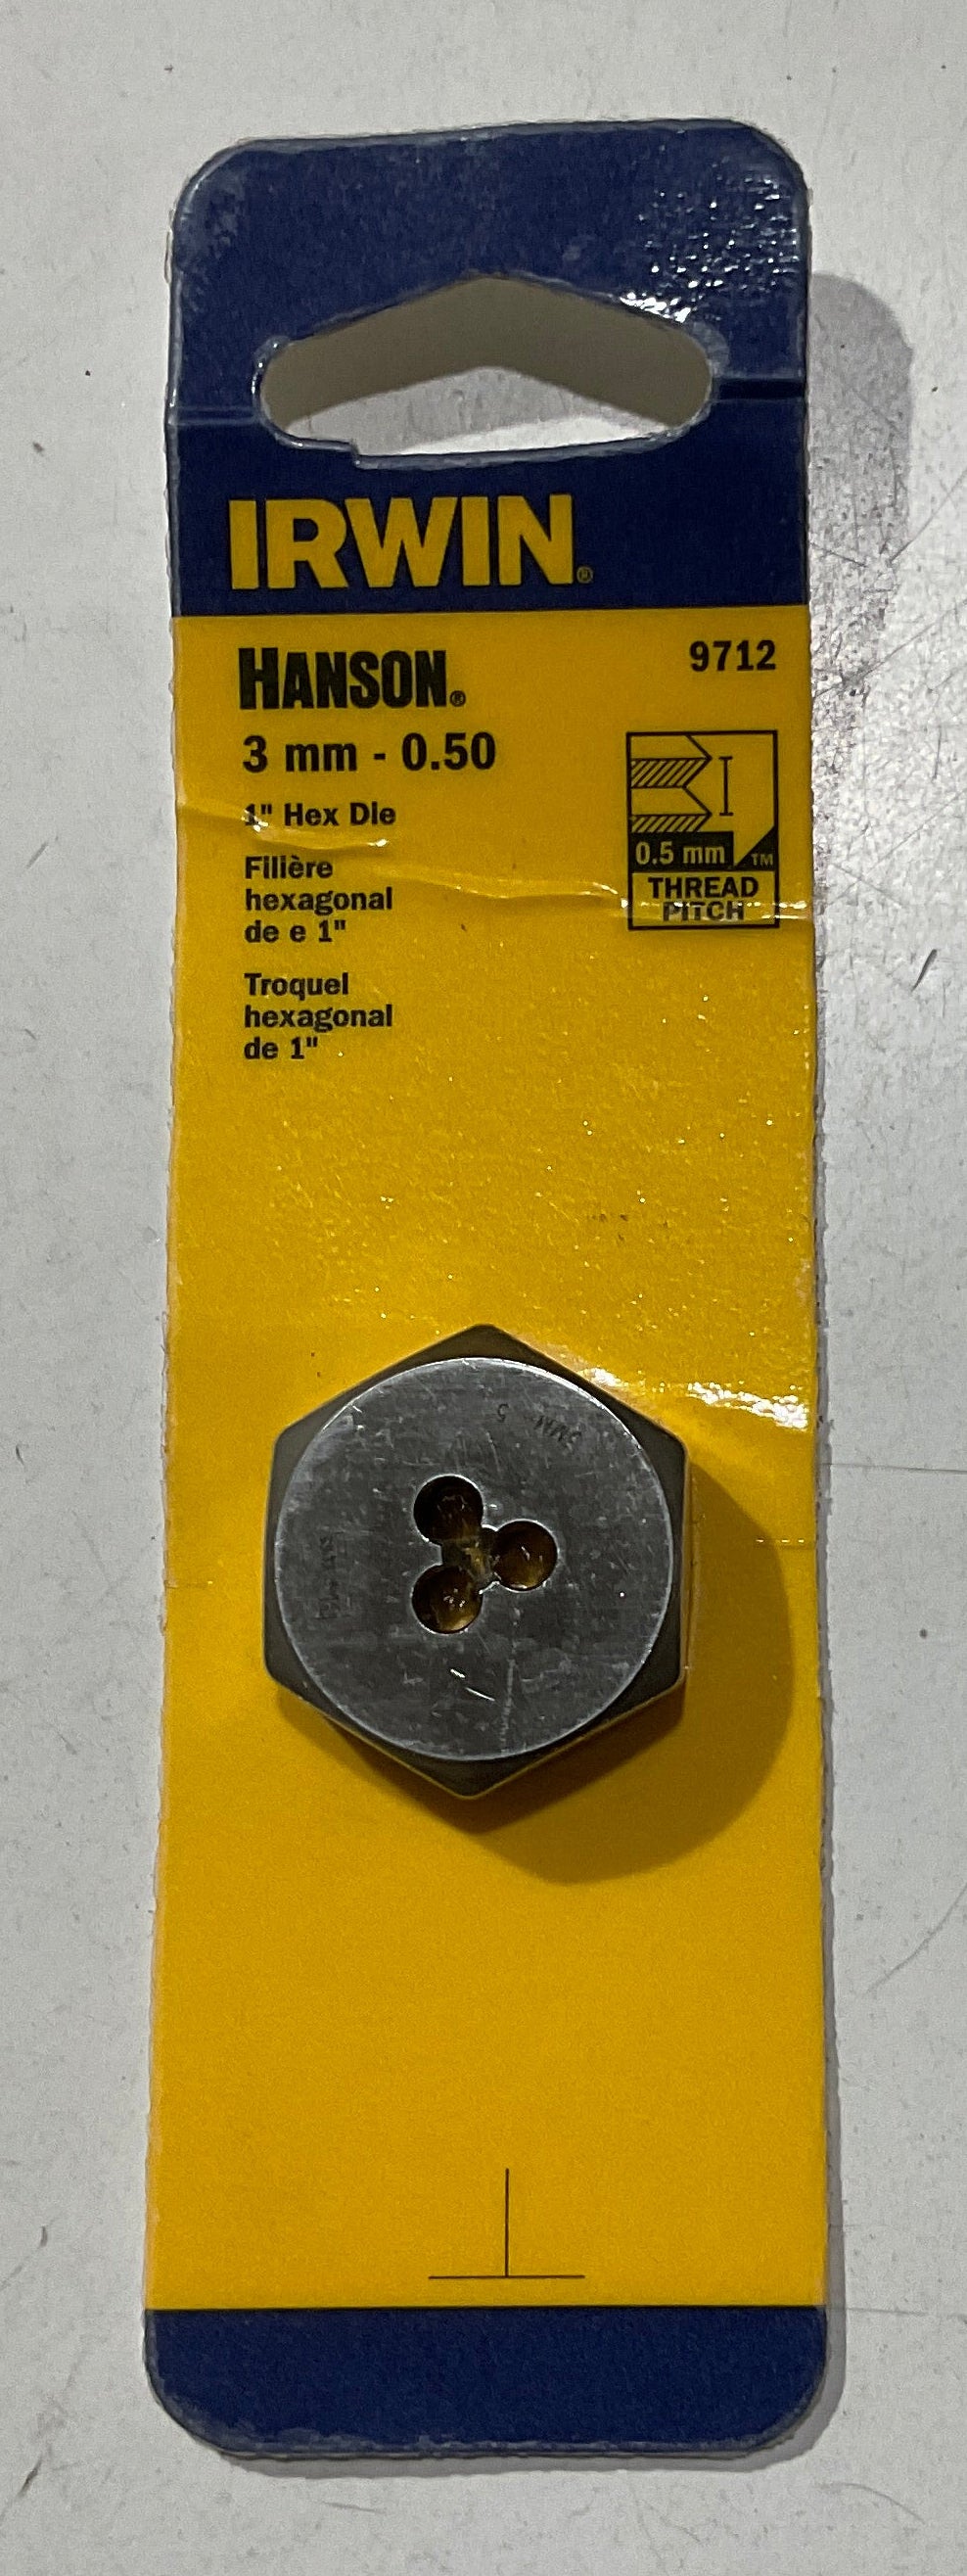 IRWIN®
HANSON®
9712
3 mm - 0.50
1" Hex Die
Filière
hexagonal
de e 1"
Troquel
hexagonal
de 1"
0.5 mm ™
THREAD
PITCH